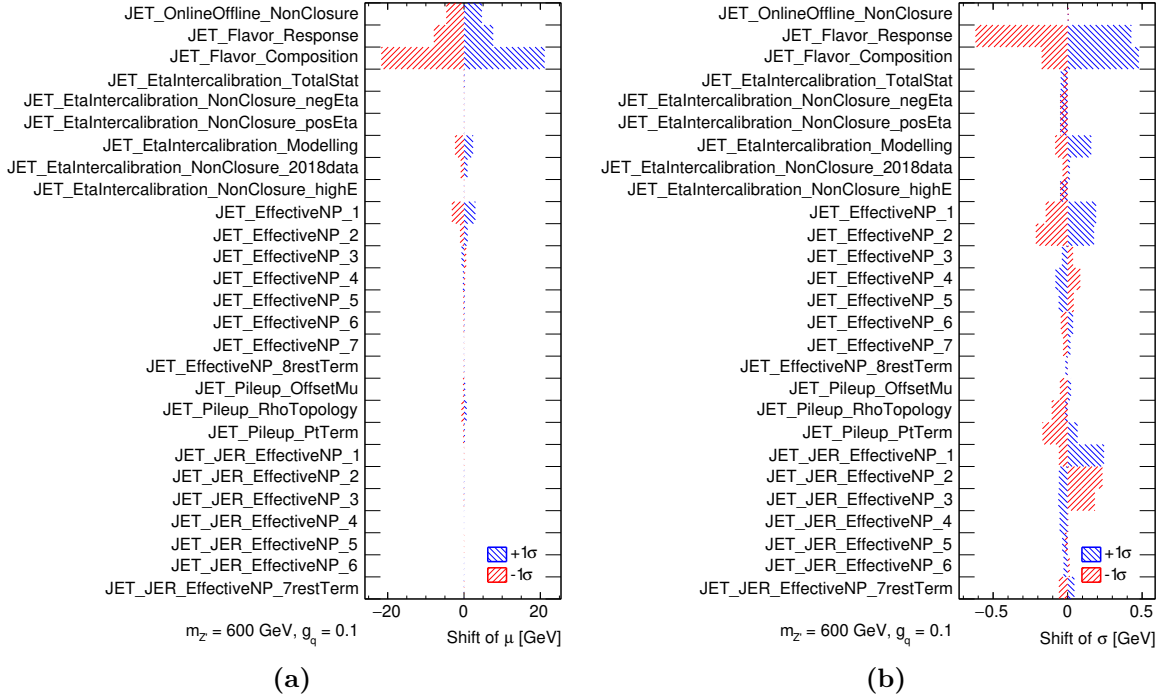 JET_OnlineOffline_NonClosure
JET_Flavor_Response
JET_Flavor_Composition
JET_EtaIntercalibration_TotalStat
JET_EtaIntercalibration_NonClosure_negEta
JET_EtaIntercalibration_NonClosure_posEta
JET_EtaIntercalibration_Modelling
JET_EtaIntercalibration_NonClosure_2018data
JET_EtaIntercalibration_NonClosure_highE
JET_EffectiveNP_1
JET_EffectiveNP_2
JET_EffectiveNP_3
JET_EffectiveNP_4
JET_EffectiveNP_5
JET_EffectiveNP_6
JET_EffectiveNP_7
JET_EffectiveNP_8restTerm
JET_Pileup_OffsetMu
JET_Pileup_RhoTopology
JET_Pileup_PtTerm
JET_JER_EffectiveNP_1
JET_JER_EffectiveNP_2
JET_JER_EffectiveNP_3
JET_JER_EffectiveNP_4
JET_JER_EffectiveNP_5
JET_JER_EffectiveNP_6
JET_JER_EffectiveNP_7restTerm
+1σ
-1σ
−20 0 20
m_Z' = 600 GeV, g_q = 0.1
Shift of μ [GeV]
(a)
JET_OnlineOffline_NonClosure
JET_Flavor_Response
JET_Flavor_Composition
JET_EtaIntercalibration_TotalStat
JET_EtaIntercalibration_NonClosure_negEta
JET_EtaIntercalibration_NonClosure_posEta
JET_EtaIntercalibration_Modelling
JET_EtaIntercalibration_NonClosure_2018data
JET_EtaIntercalibration_NonClosure_highE
JET_EffectiveNP_1
JET_EffectiveNP_2
JET_EffectiveNP_3
JET_EffectiveNP_4
JET_EffectiveNP_5
JET_EffectiveNP_6
JET_EffectiveNP_7
JET_EffectiveNP_8restTerm
JET_Pileup_OffsetMu
JET_Pileup_RhoTopology
JET_Pileup_PtTerm
JET_JER_EffectiveNP_1
JET_JER_EffectiveNP_2
JET_JER_EffectiveNP_3
JET_JER_EffectiveNP_4
JET_JER_EffectiveNP_5
JET_JER_EffectiveNP_6
JET_JER_EffectiveNP_7restTerm
+1σ
-1σ
−0.5 0 0.5
m_Z' = 600 GeV, g_q = 0.1
Shift of σ [GeV]
(b)